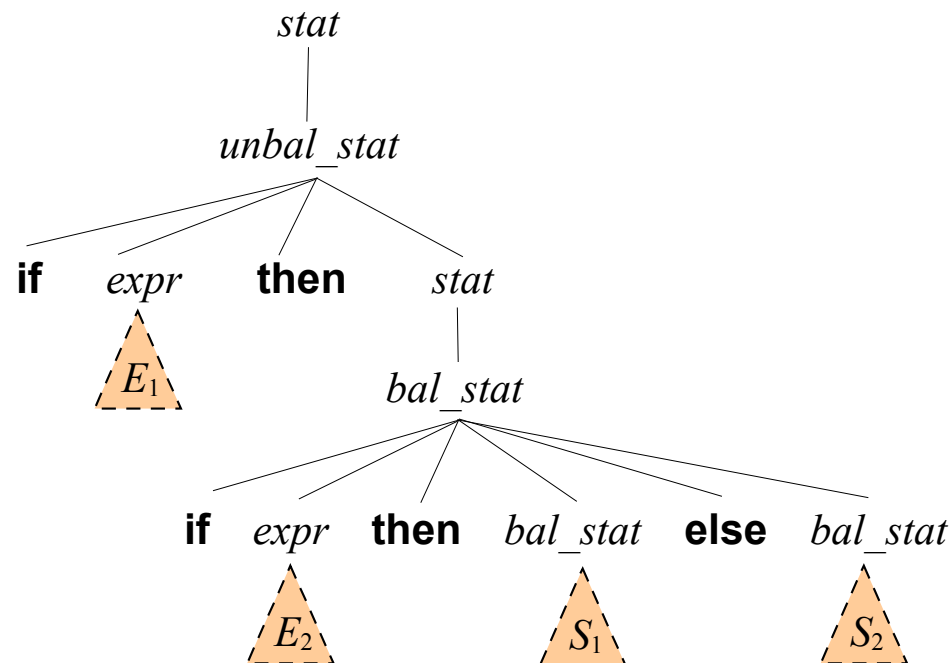 stat
unbal_stat
if expr then stat
E1
bal_stat
if expr then bal_stat else bal_stat
E2 S1 S2